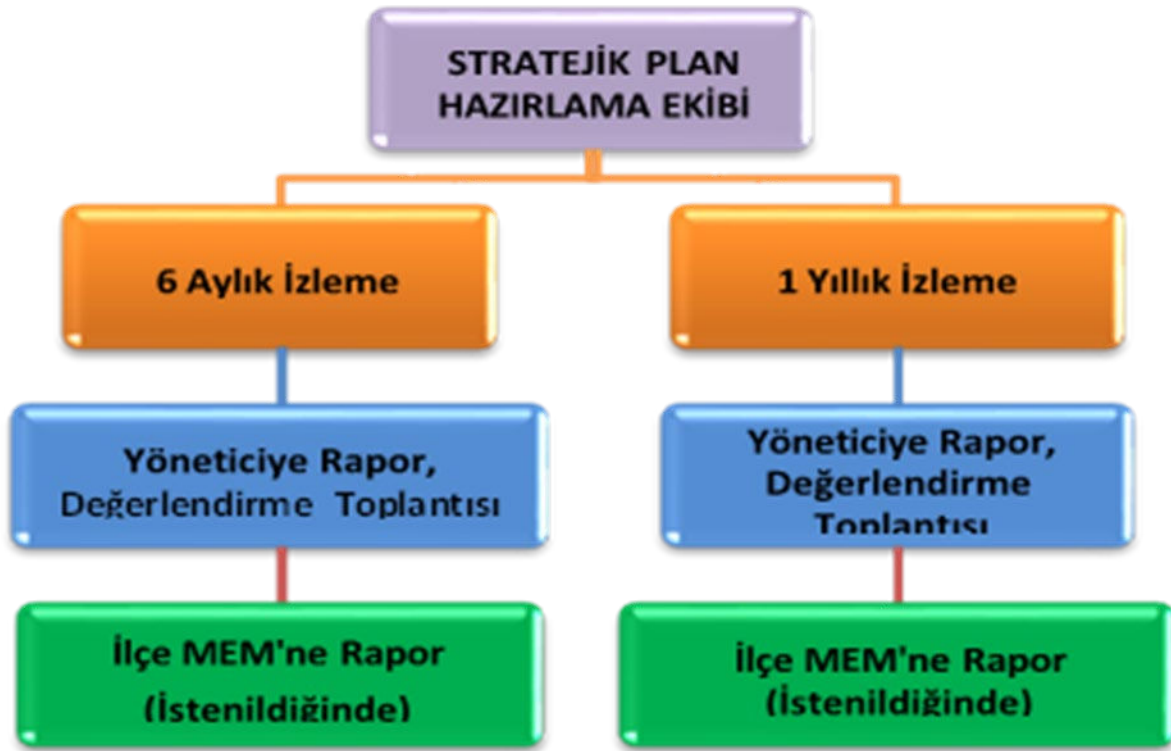 STRATEJİK PLAN
HAZIRLAMA EKİBİ
6 Aylık İzleme
1 Yıllık İzleme
Yöneticiye Rapor,
Değerlendirme Toplantısı
Yöneticiye Rapor,
Değerlendirme
Toplantısı
İlçe MEM'ne Rapor
(İstenildiğinde)
İlçe MEM'ne Rapor
(İstenildiğinde)